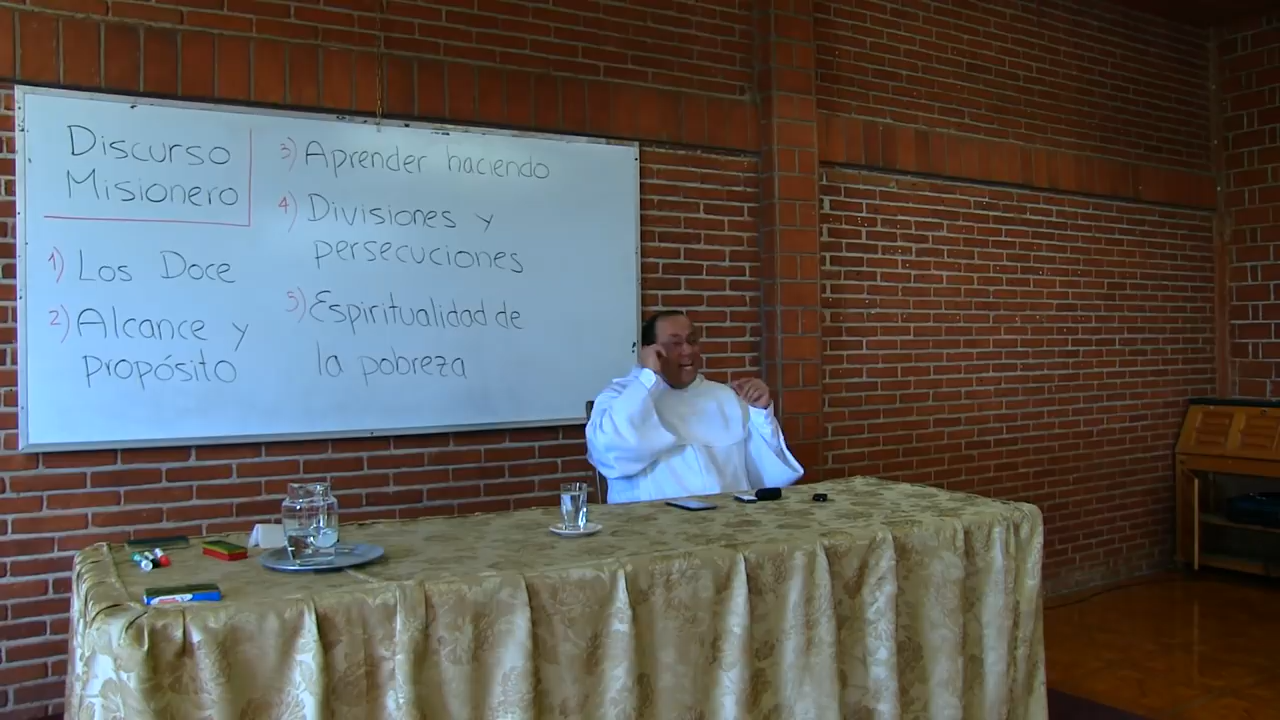 Discurso
Misionero
1) Los Doce
2) Alcance y
propósito
3) Aprender haciendo
4) Divisiones y
persecuciones
5) Espiritualidad de
la pobreza